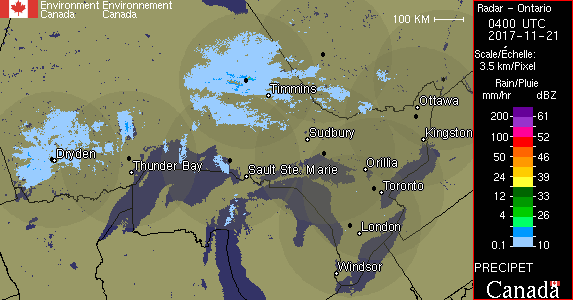 Environment Environnement
Canada Canada
100 KM
Timmins
Ottawa
Sudbury
Kingston
Dryden
Thunder Bay
Sault Ste. Marie
Orillia
Toronto
London
Windsor
Radar - Ontario
0400 UTC
2017-11-21
Scale/Échelle:
3.5 km/Pixel
Rain/Pluie
mm/hr dBZ
200 61
100 52
50 46
24 39
12 33
4 26
0.1 10
PRECIPET
Canada